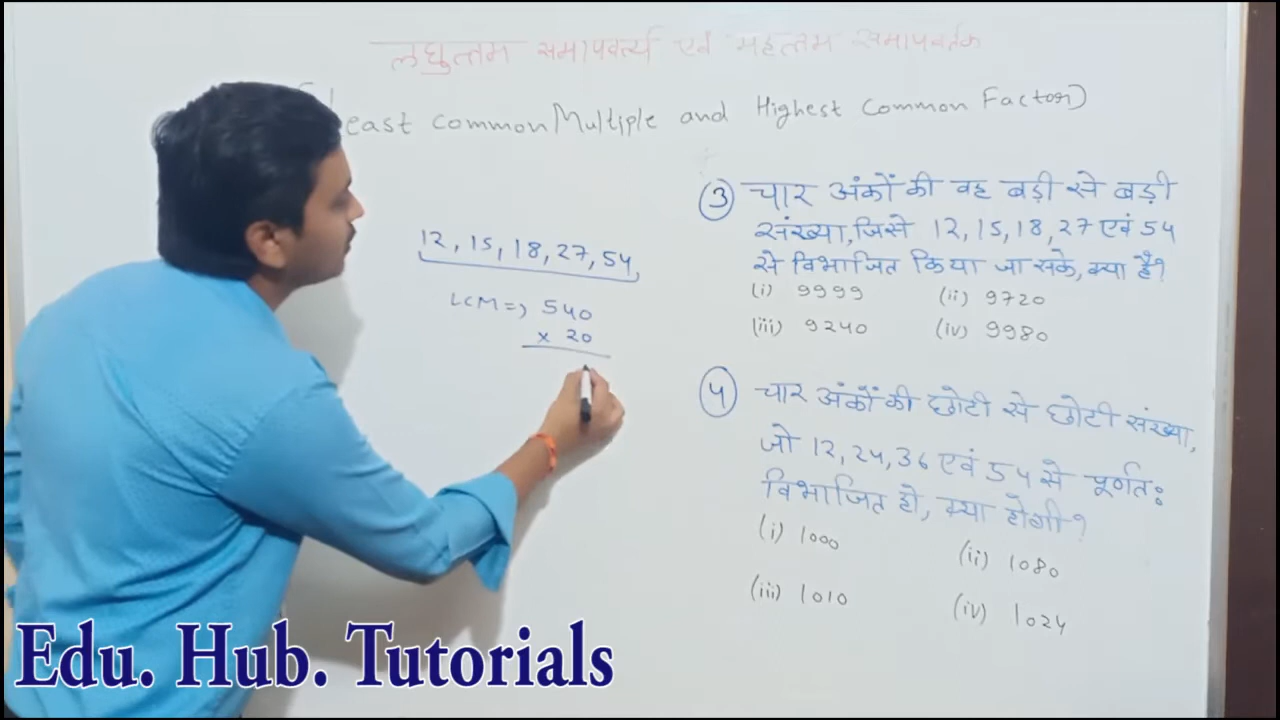 लघुत्तम समापवर्त्य एवं महत्तम समापवर्तक
east common Multiple and Highest Common Factor)
12, 15, 18, 27, 54
LCM =, 540
x 20
③ चार अंकों की वह बड़ी से बड़ी
संख्या, जिसे 12, 15, 18, 27 एवं 54
से विभाजित किया जा सके, क्या है?
(i) 9999 (ii) 9720
(iii) 9240 (iv) 9980
④ चार अंकों की छोटी से छोटी संख्या,
जो 12, 24, 36 एवं 54 से पूर्णत:
विभाजित हो, क्या होगी?
(i) 1000 (ii) 1080
(iii) 1010 (iv) 1024
Edu. Hub. Tutorials